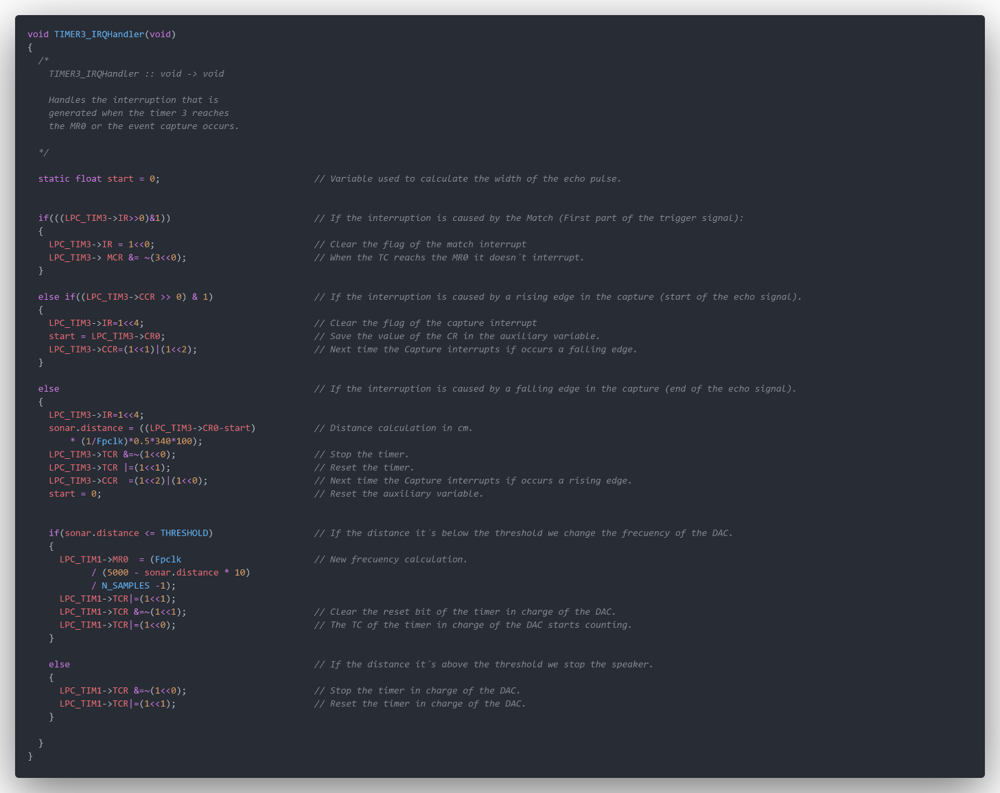 void TIMER3_IRQHandler(void)
{
/*
TIMER3_IRQHandler :: void -> void
Handles the interruption that is
generated when the timer 3 reaches
the MR0 or the event capture occurs.
*/
static float start = 0; // Variable used to calculate the width of the echo pulse.
if(((LPC_TIM3->IR>>0)&1)) // If the interruption is caused by the Match (First part of the trigger signal):
{
LPC_TIM3->IR = 1<<0; // Clear the flag of the match interrupt
LPC_TIM3-> MCR &= ~(3<<0); // When the TC reachs the MR0 it doesn´t interrupt.
}
else if((LPC_TIM3->CCR >> 0) & 1) // If the interruption is caused by a rising edge in the capture (start of the echo signal).
{
LPC_TIM3->IR=1<<4; // Clear the flag of the capture interrupt
start = LPC_TIM3->CR0; // Save the value of the CR in the auxiliary variable.
LPC_TIM3->CCR=(1<<1)|(1<<2); // Next time the Capture interrupts if occurs a falling edge.
}
else // If the interruption is caused by a falling edge in the capture (end of the echo signal).
{
LPC_TIM3->IR=1<<4;
sonar.distance = ((LPC_TIM3->CR0-start) // Distance calculation in cm.
* (1/Fpclk)*0.5*340*100);
LPC_TIM3->TCR &=~(1<<0); // Stop the timer.
LPC_TIM3->TCR |=(1<<1); // Reset the timer.
LPC_TIM3->CCR  =(1<<2)|(1<<0); // Next time the Capture interrupts if occurs a rising edge.
start = 0; // Reset the auxiliary variable.
if(sonar.distance <= THRESHOLD) // If the distance it´s below the threshold we change the frecuency of the DAC.
{
LPC_TIM1->MR0  = (Fpclk // New frecuency calculation.
/ (5000 - sonar.distance * 10)
/ N_SAMPLES -1);
LPC_TIM1->TCR|=(1<<1);
LPC_TIM1->TCR &=~(1<<1); // Clear the reset bit of the timer in charge of the DAC.
LPC_TIM1->TCR|=(1<<0); // The TC of the timer in charge of the DAC starts counting.
}
else // If the distance it´s above the threshold we stop the speaker.
{
LPC_TIM1->TCR &=~(1<<0); // Stop the timer in charge of the DAC.
LPC_TIM1->TCR|=(1<<1); // Reset the timer in charge of the DAC.
}
}
}